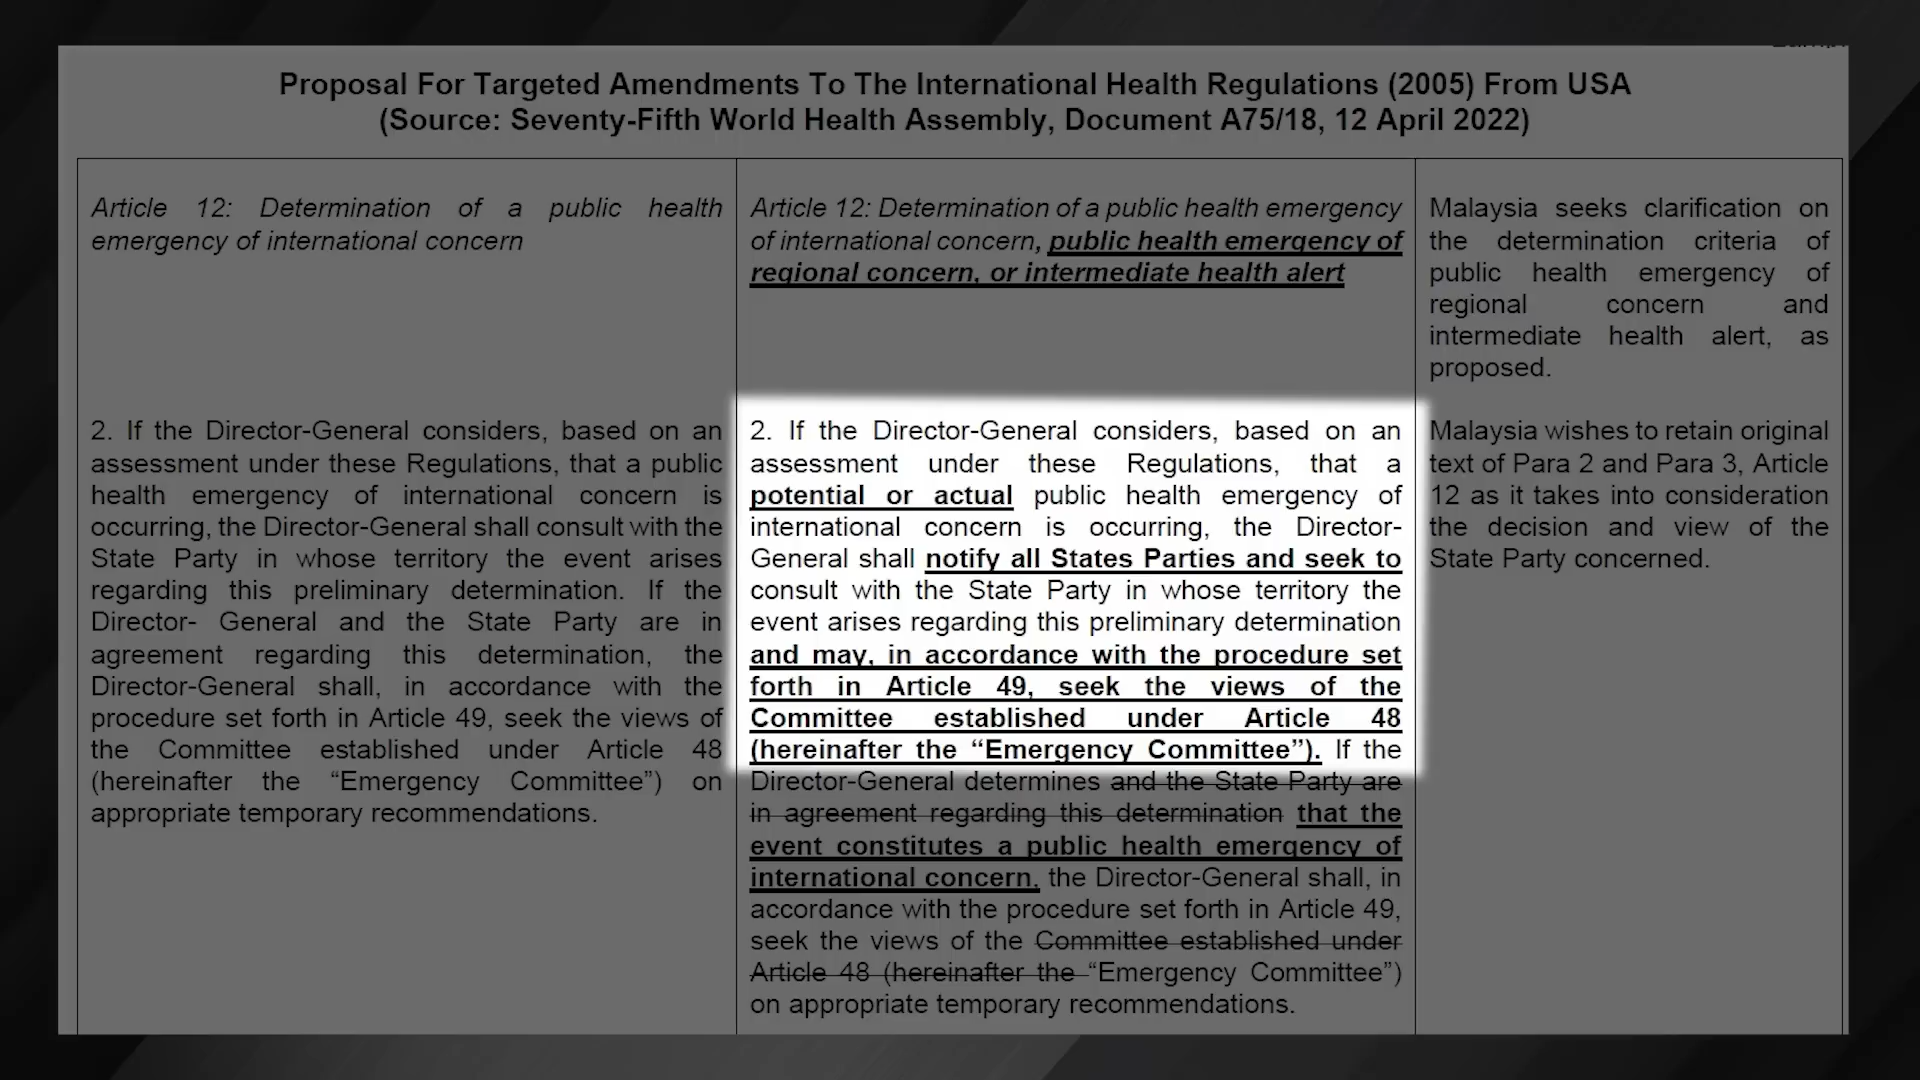 Proposal For Targeted Amendments To The International Health Regulations (2005) From USA
(Source: Seventy-Fifth World Health Assembly, Document A75/18, 12 April 2022)
Article 12: Determination of a public health
emergency of international concern
2. If the Director-General considers, based on an
assessment under these Regulations, that a public
health emergency of international concern is
occurring, the Director-General shall consult with the
State Party in whose territory the event arises
regarding this preliminary determination. If the
Director- General and the State Party are in
agreement regarding this determination, the
Director-General shall, in accordance with the
procedure set forth in Article 49, seek the views of
the Committee established under Article 48
(hereinafter the “Emergency Committee”) on
appropriate temporary recommendations.
Article 12: Determination of a public health emergency
of international concern, public health emergency of
regional concern, or intermediate health alert
2. If the Director-General considers, based on an
assessment under these Regulations, that a
potential or actual public health emergency of
international concern is occurring, the Director-
General shall notify all States Parties and seek to
consult with the State Party in whose territory the
event arises regarding this preliminary determination
and may, in accordance with the procedure set
forth in Article 49, seek the views of the
Committee established under Article 48
(hereinafter the “Emergency Committee”). If the
Director-General determines and the State Party are
in agreement regarding this determination that the
event constitutes a public health emergency of
international concern, the Director-General shall, in
accordance with the procedure set forth in Article 49,
seek the views of the Committee established under
Article 48 (hereinafter the “Emergency Committee”)
on appropriate temporary recommendations.
Malaysia seeks clarification on
the determination criteria of
public health emergency of
regional concern and
intermediate health alert, as
proposed.
Malaysia wishes to retain original
text of Para 2 and Para 3, Article
12 as it takes into consideration
the decision and view of the
State Party concerned.